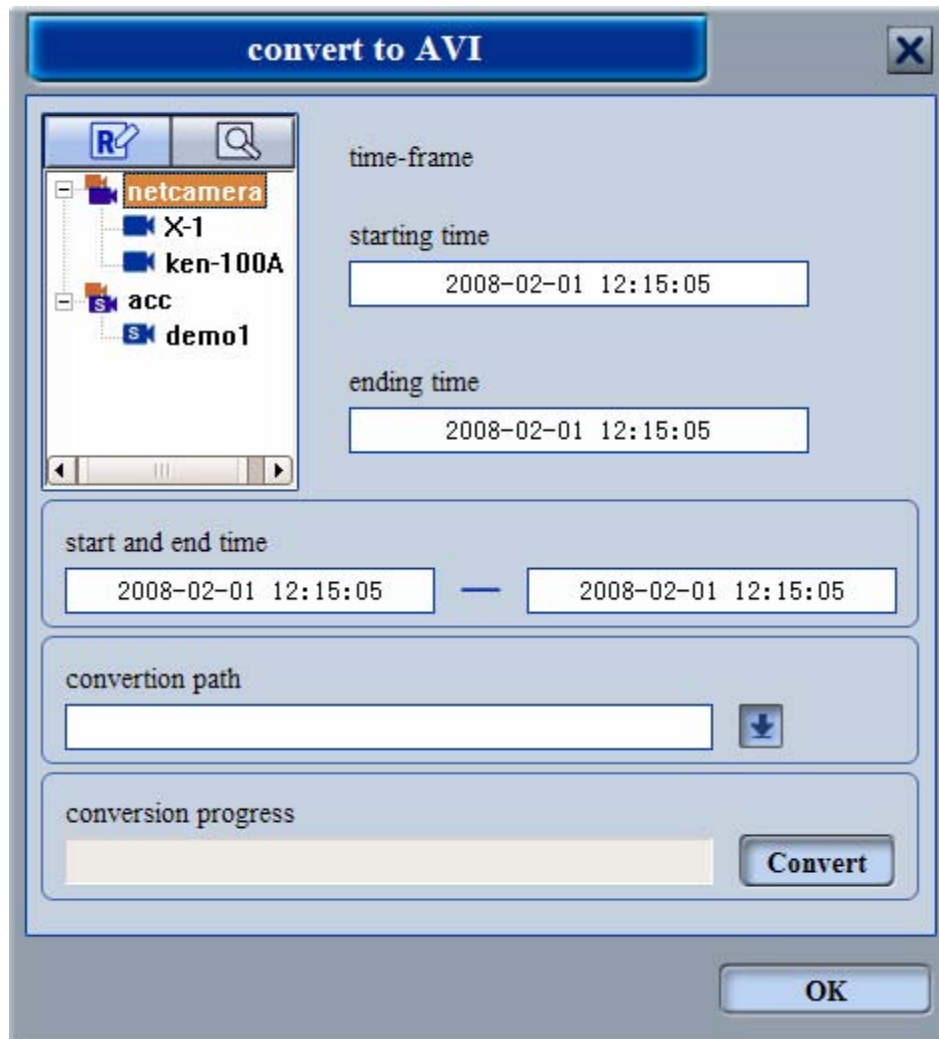 convert to AVI
R
netcamera
X-1
ken-100A
S acc
S demo1
time-frame
starting time
2008-02-01 12:15:05
ending time
2008-02-01 12:15:05
start and end time
2008-02-01 12:15:05 — 2008-02-01 12:15:05
convertion path
conversion progress
Convert
OK